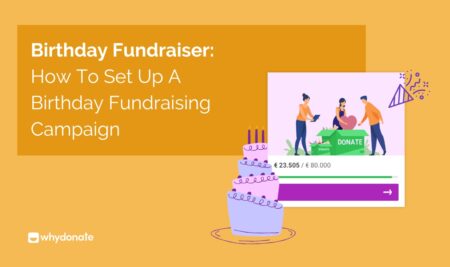 Birthday Fundraiser:
How To Set Up A
Birthday Fundraising
Campaign
DONATE
€ 23.505 / € 80.000
whydonate